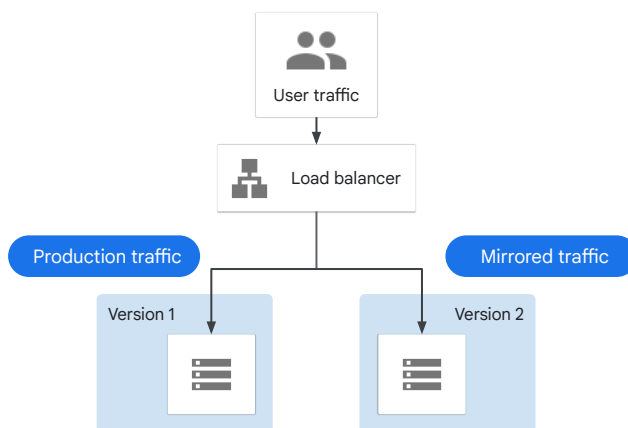 User traffic
Load balancer
Production traffic
Mirrored traffic
Version 1
Version 2